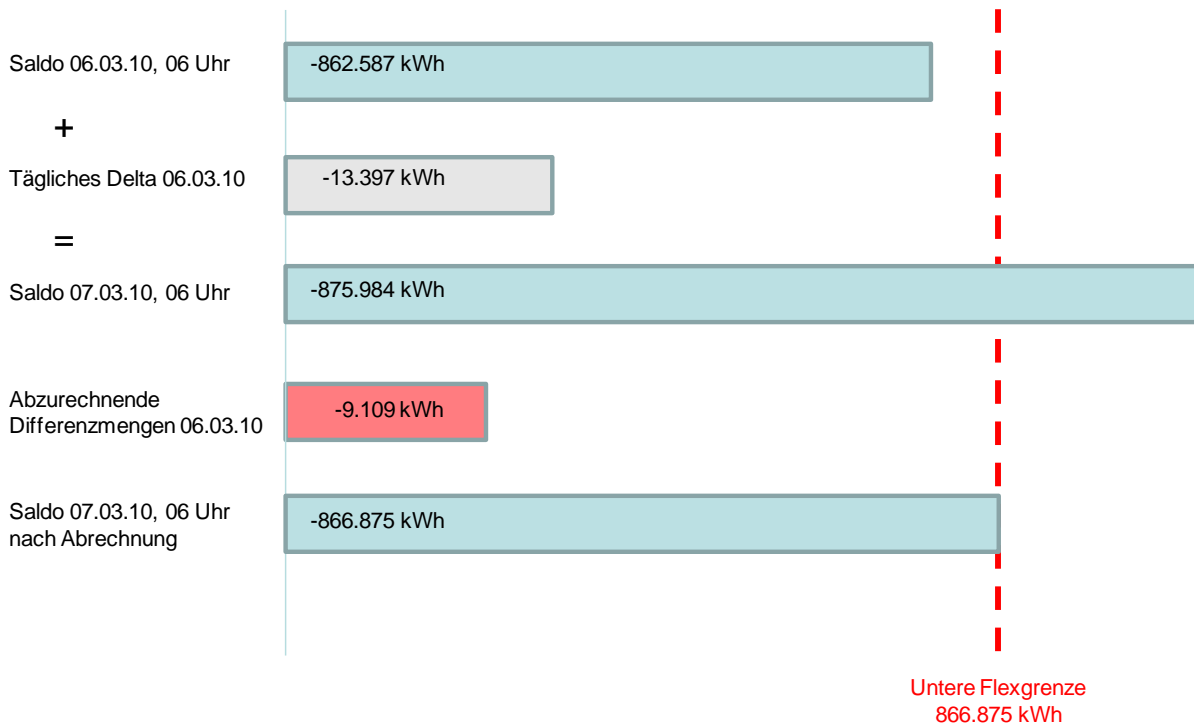 Saldo 06.03.10, 06 Uhr
-862.587 kWh
+
Tägliches Delta 06.03.10
-13.397 kWh
=
Saldo 07.03.10, 06 Uhr
-875.984 kWh
Abzurechnende
Differenzmengen 06.03.10
-9.109 kWh
Saldo 07.03.10, 06 Uhr
nach Abrechnung
-866.875 kWh
Untere Flexgrenze
866.875 kWh